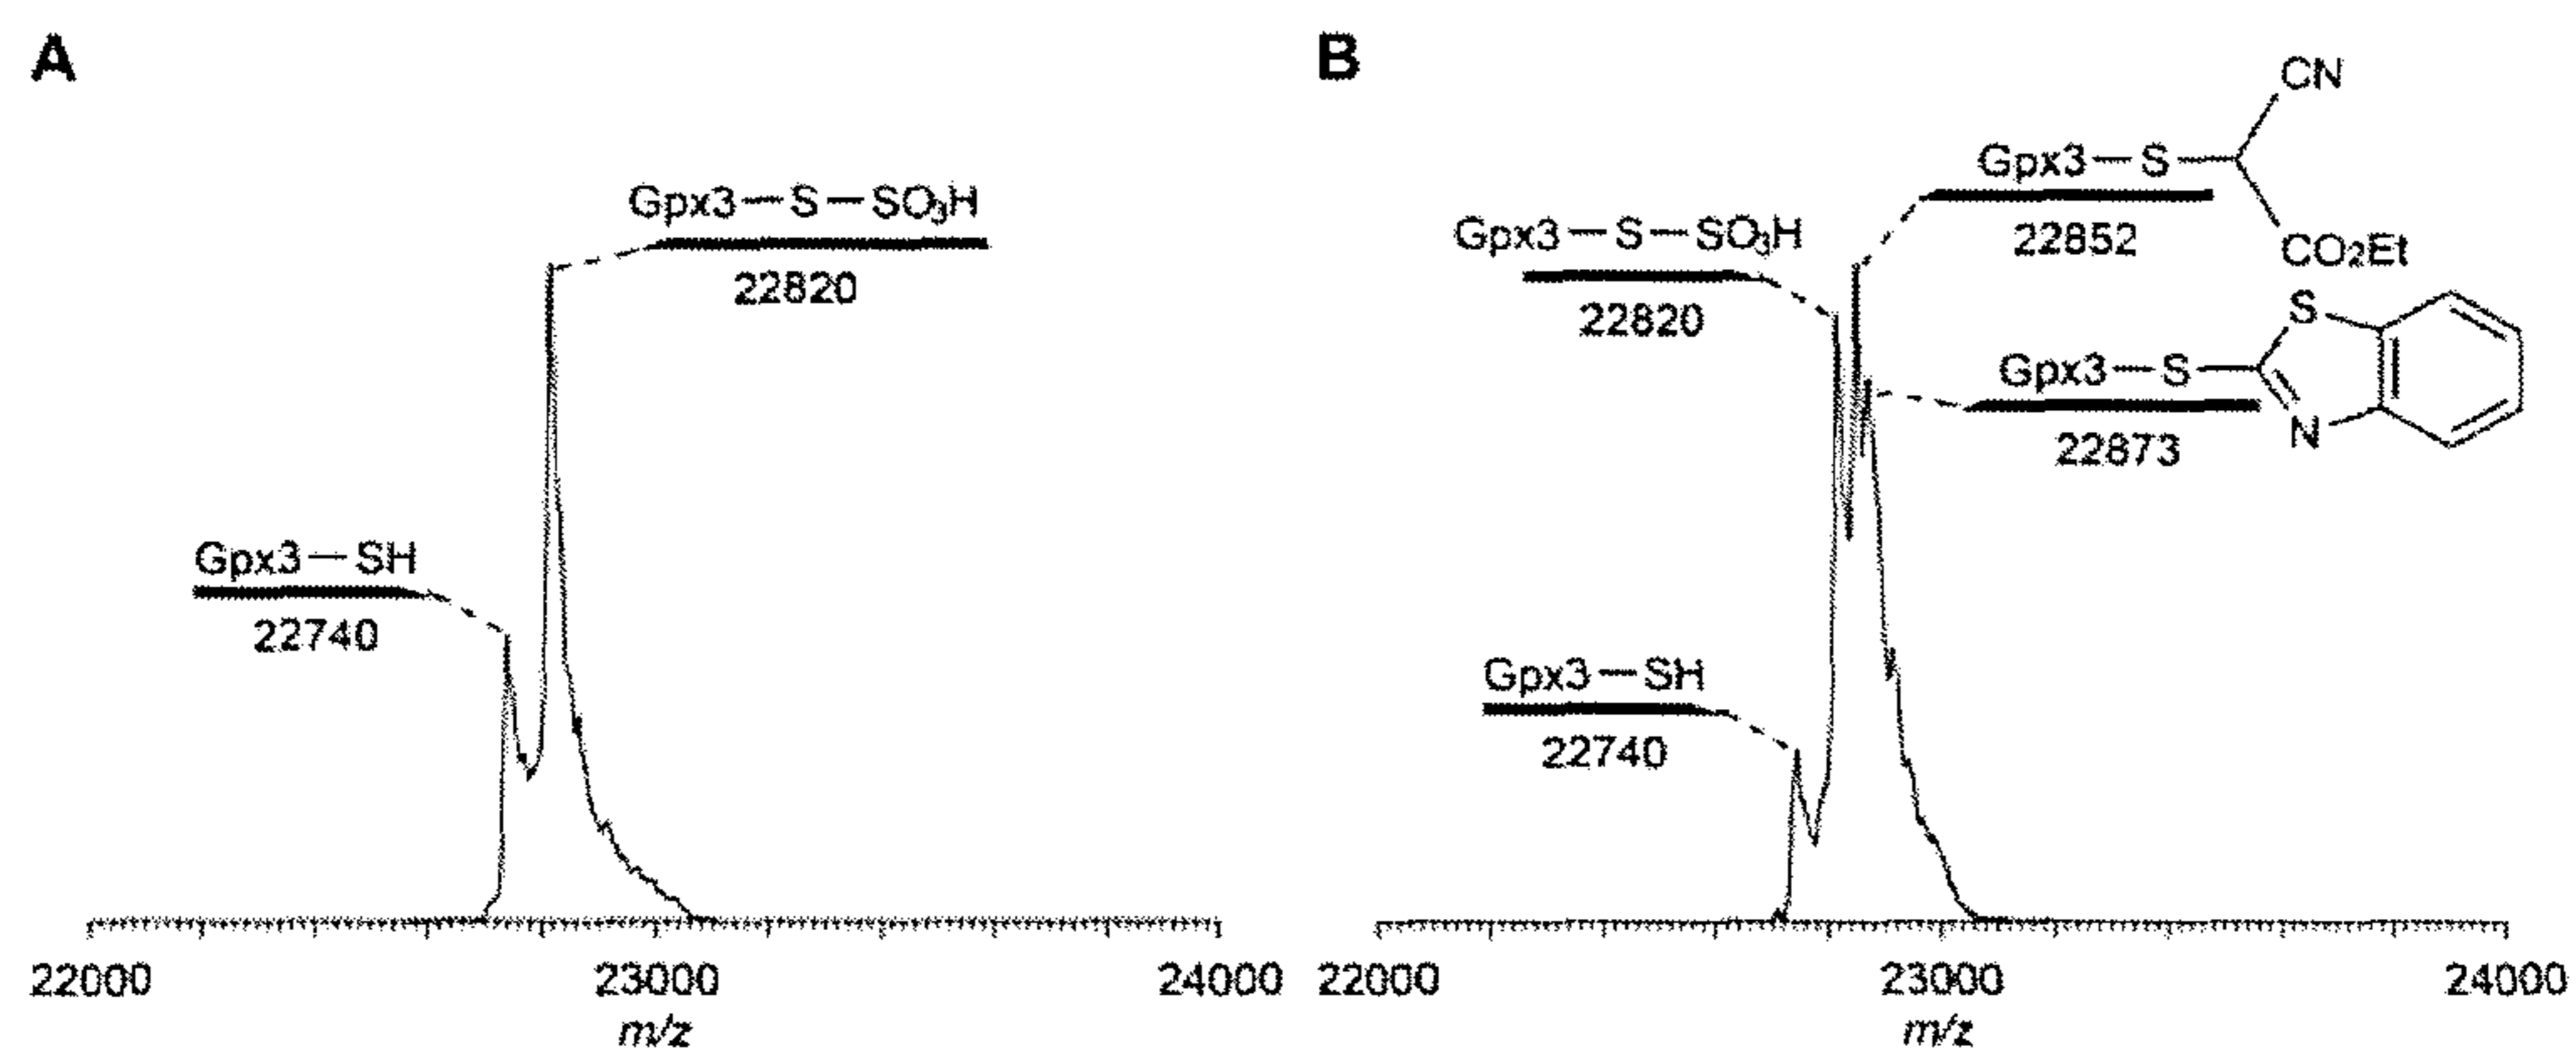 A
Gpx3—S—SO₃H
22820
Gpx3—SH
22740
22000
23000
24000
m/z
B
CN
Gpx3—S
22852
CO₂Et
Gpx3—S—SO₃H
22820
S
Gpx3—S
N
22873
Gpx3—SH
22740
22000
23000
24000
m/z